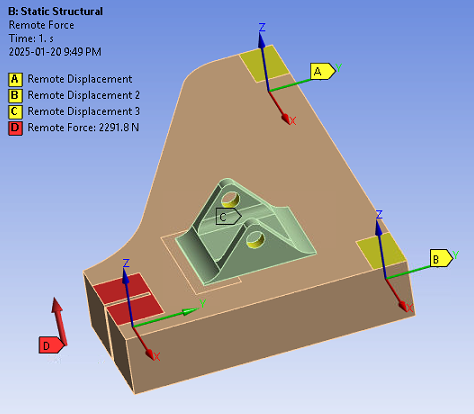 B: Static Structural
Remote Force
Time: 1. s
2025-01-20 9:49 PM
A Remote Displacement
B Remote Displacement 2
C Remote Displacement 3
D Remote Force: 2291.8 N
Z
A
Y
X
C
Z
B
Y
X
Z
Y
X
D